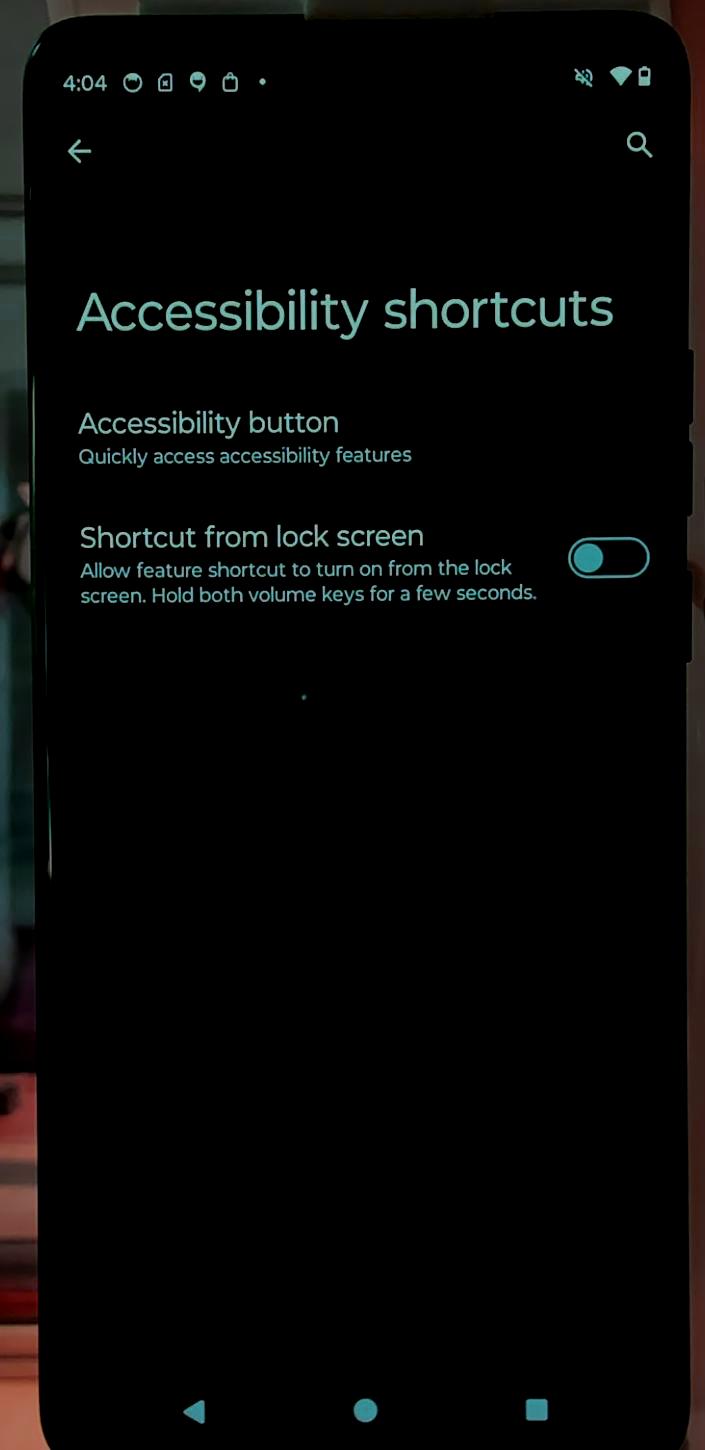 4:04
Accessibility shortcuts
Accessibility button
Quickly access accessibility features
Shortcut from lock screen
Allow feature shortcut to turn on from the lock
screen. Hold both volume keys for a few seconds.